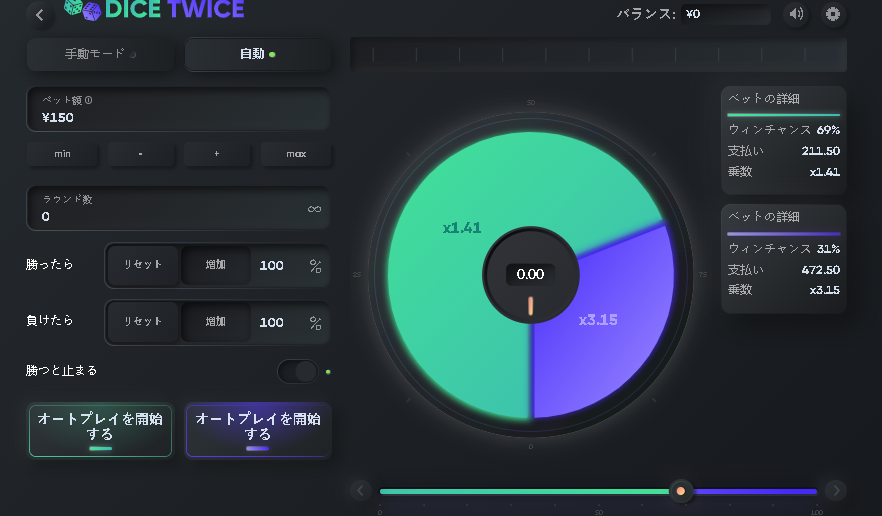 DICE TWICE
バランス: ¥0
手動モード
自動
ベット額
¥150
min
-
+
max
ラウンド数
0
勝ったら
リセット
増加
100
%
負けたら
リセット
増加
100
%
勝つと止まる
オートプレイを開始
する
オートプレイを開始
する
50
25
75
0
x1.41
0.00
x3.15
0
50
100
ベットの詳細
ウィンチャンス 69%
支払い 211.50
乗数 x1.41
ベットの詳細
ウィンチャンス 31%
支払い 472.50
乗数 x3.15